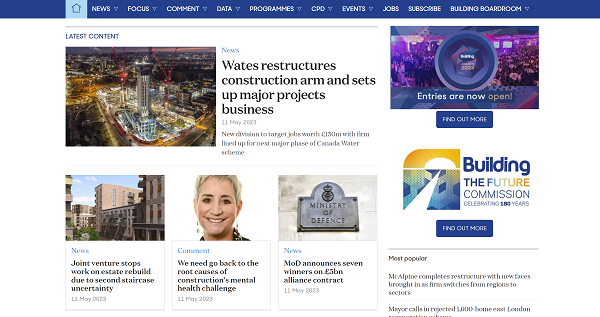 NEWS FOCUS COMMENT DATA PROGRAMMES CPD EVENTS JOBS SUBSCRIBE BUILDING BOARDROOM
LATEST CONTENT
News
Wates restructures
construction arm and sets
up major projects
business
11 May 2023
New division to target jobs worth £150m with firm
lined up for next major phase of Canada Water
scheme
News
Joint venture stops
work on estate rebuild
due to second staircase
uncertainty
11 May 2023
Comment
We need go back to the
root causes of
construction's mental
health challenge
11 May 2023
MINISTRY
OF
DEFENCE
News
MoD announces seven
winners on £5bn
alliance contract
11 May 2023
Building
AWARDS
2023
Entries are now open!
FIND OUT MORE
Building
THE FUTURE
COMMISSION
CELEBRATING 180 YEARS
FIND OUT MORE
Most popular
McAlpine completes restructure with new faces
brought in as firm switches from regions to
sectors
Mayor calls in rejected 1,600-home east London